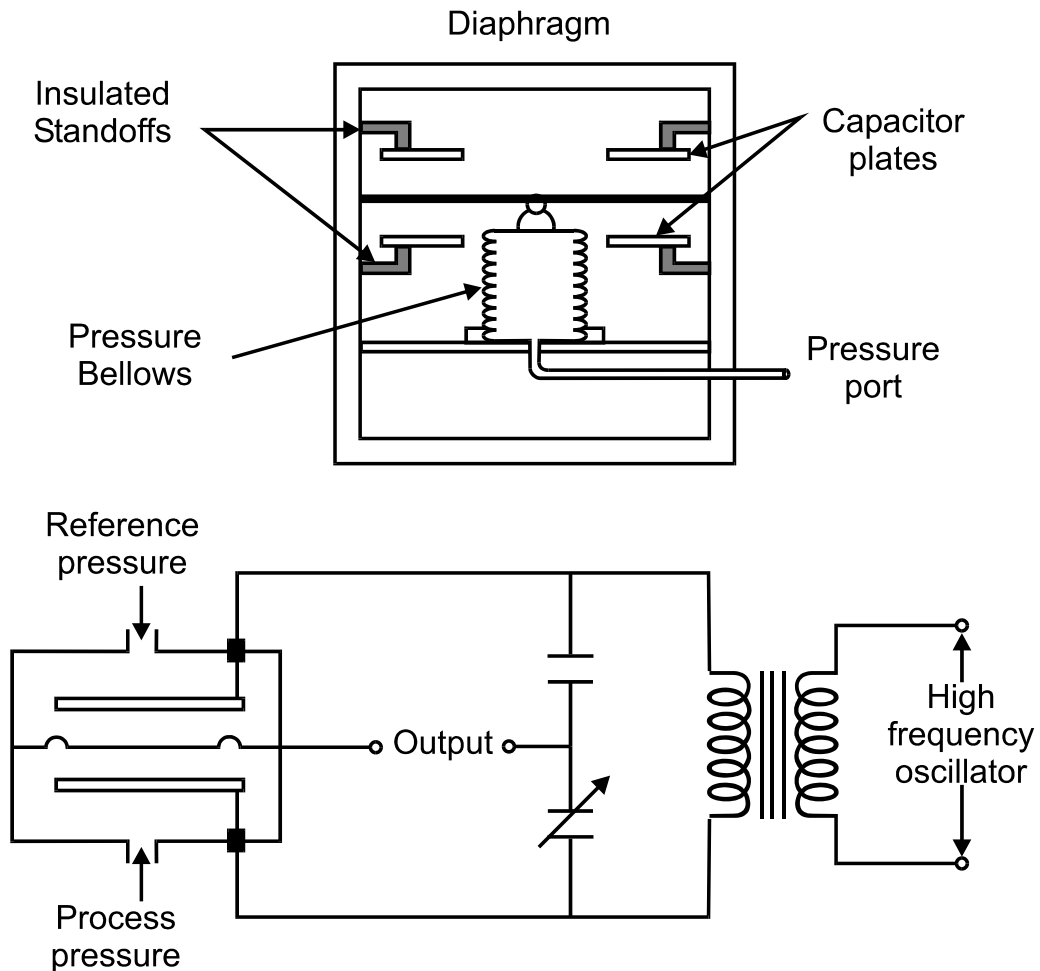 Diaphragm
Insulated
Standoffs
Capacitor
plates
Pressure
Bellows
Pressure
port
Reference
pressure
Output
High
frequency
oscillator
Process
pressure